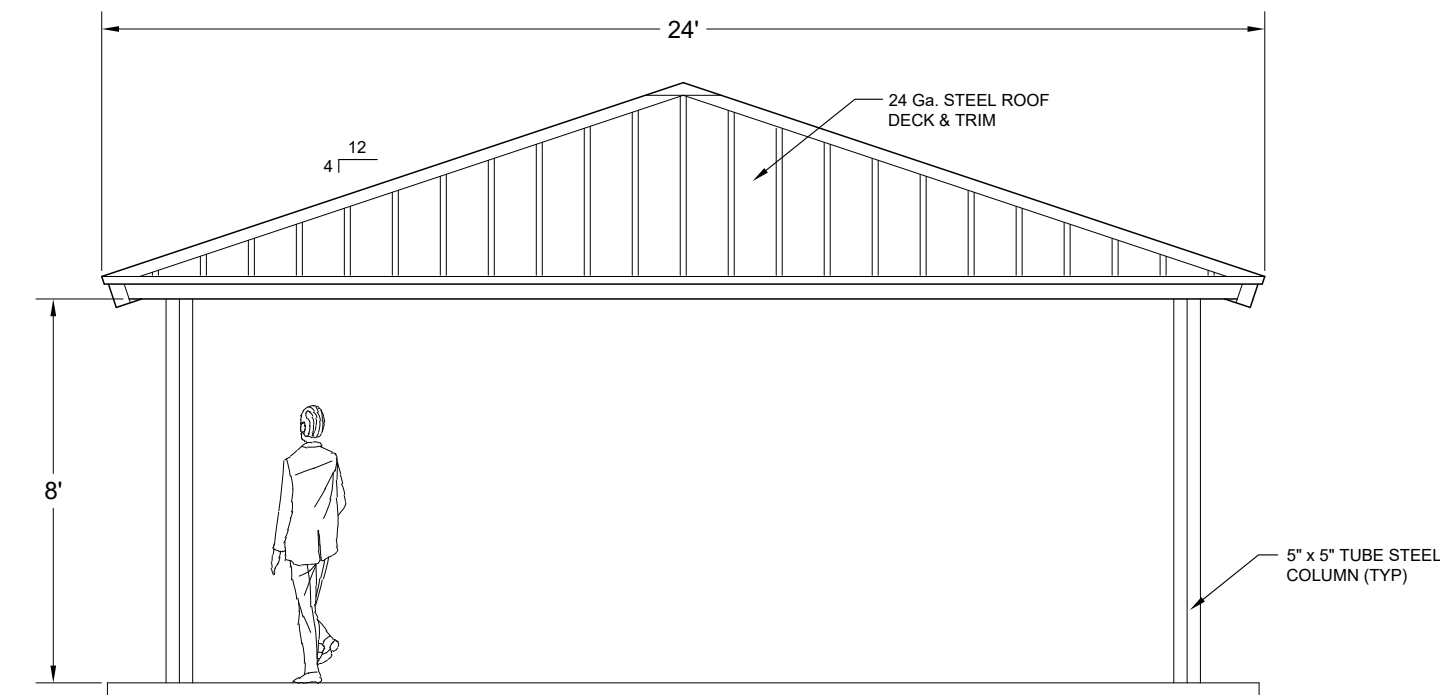 24'
24 Ga. STEEL ROOF
DECK & TRIM
12
4
8'
5" x 5" TUBE STEEL
COLUMN (TYP)